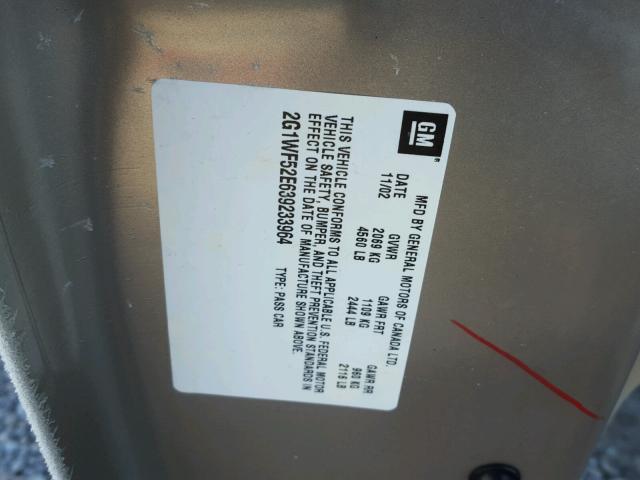 GM
MFD BY GENERAL MOTORS OF CANADA LTD.
DATE GVWR GAWR FRT GAWR RR
11/02 2069 KG 1109 KG 960 KG
4560 LB 2444 LB 2116 LB
THIS VEHICLE CONFORMS TO ALL APPLICABLE U.S. FEDERAL MOTOR
VEHICLE SAFETY, BUMPER, AND THEFT PREVENTION STANDARDS IN
EFFECT ON THE DATE OF MANUFACTURE SHOWN ABOVE.
2G1WF52E639233964 TYPE: PASS CAR